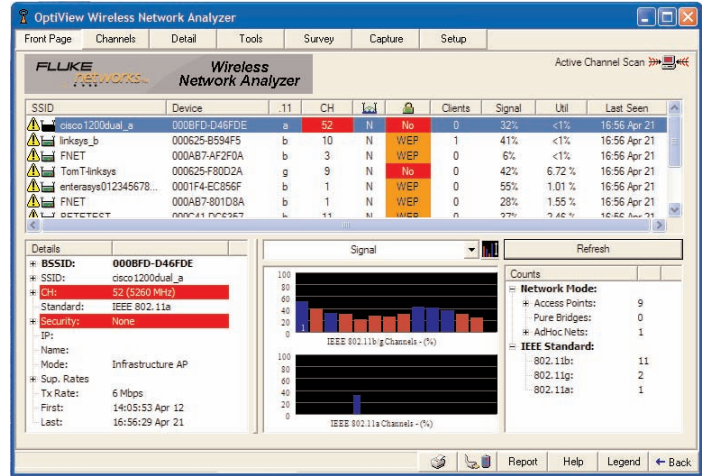 OptiView Wireless Network Analyzer
Front Page Channels Detail Tools Survey Capture Setup
FLUKE networks. Wireless Network Analyzer
Active Channel Scan
SSID Device .11 CH Clients Signal Util Last Seen
cisco1200dual_a 000BFD-D46FDE a 52 N No 0 32% <1% 16:56 Apr 21
linksys_b 000625-B594F5 b 10 N WEP 1 41% <1% 16:56 Apr 21
FNET 000AB7-AF2F0A b 3 N WEP 0 6% <1% 16:56 Apr 21
TomT-linksys 000625-F80D2A g 9 N No 0 42% 6.72 % 16:56 Apr 21
enterasys012345678... 0001F4-EC856F b 1 N WEP 0 55% 1.01 % 16:56 Apr 21
FNET 000AB7-801D8A b 1 N WEP 0 28% 1.55 % 16:56 Apr 21
Details
BSSID: 000BFD-D46FDE
SSID: cisco1200dual_a
CH: 52 (5260 MHz)
Standard: IEEE 802.11a
Security: None
IP:
Name:
Mode: Infrastructure AP
Sup. Rates
Tx Rate: 6 Mbps
First: 14:05:53 Apr 12
Last: 16:56:29 Apr 21
Signal
100
80
60
40
20
0
1
IEEE 802.11b/g Channels - (%)
100
80
60
40
20
0
IEEE 802.11a Channels - (%)
Refresh
Counts
Network Mode:
Access Points: 9
Pure Bridges: 0
AdHoc Nets: 1
IEEE Standard:
802.11b: 11
802.11g: 2
802.11a: 1
Report Help Legend Back